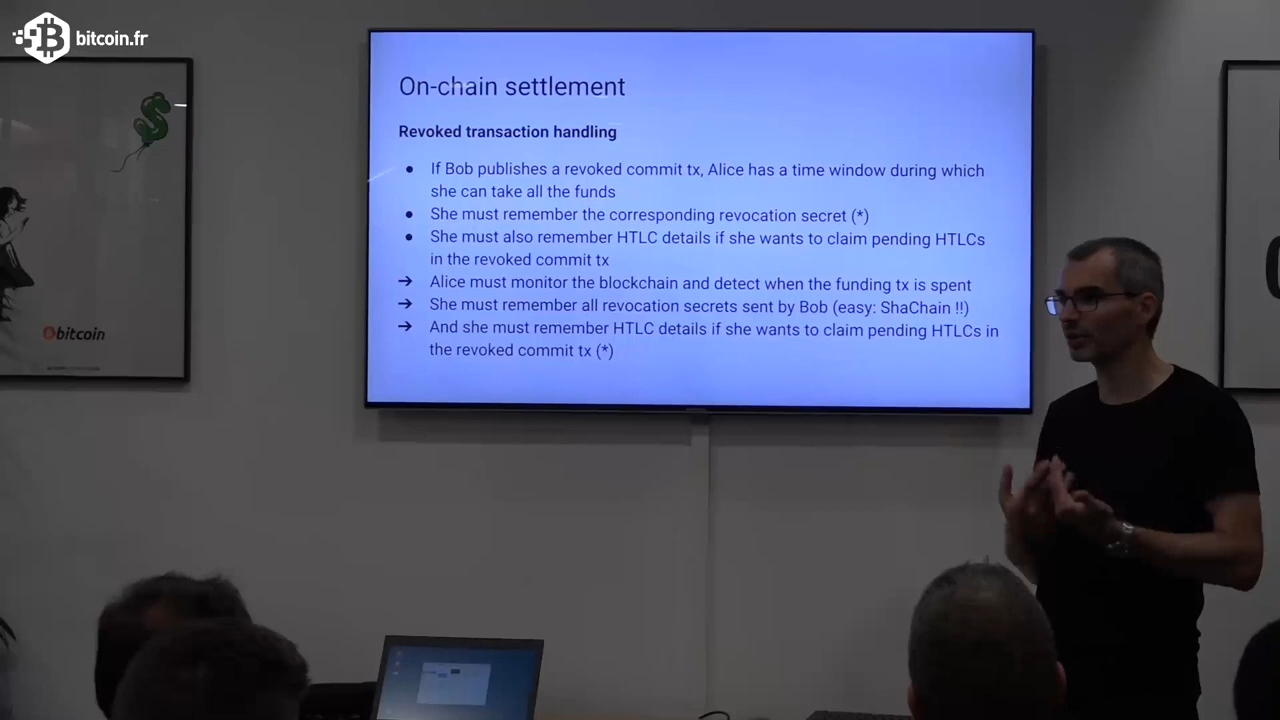 bitcoin.fr
On-chain settlement
Revoked transaction handling
If Bob publishes a revoked commit tx, Alice has a time window during which
she can take all the funds
She must remember the corresponding revocation secret (*)
She must also remember HTLC details if she wants to claim pending HTLCs
in the revoked commit tx
Alice must monitor the blockchain and detect when the funding tx is spent
She must remember all revocation secrets sent by Bob (easy: ShaChain !!)
And she must remember HTLC details if she wants to claim pending HTLCs in
the revoked commit tx (*)
bitcoin